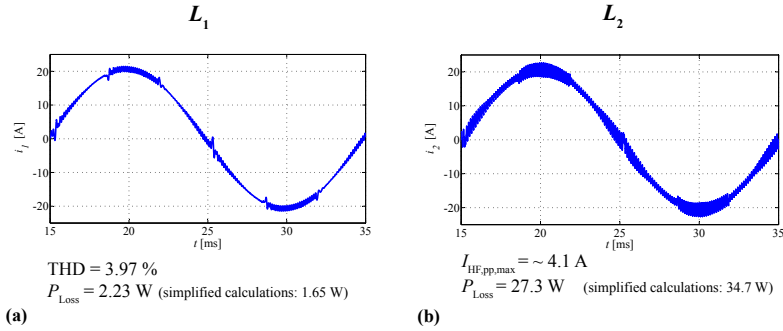 L1
L2
20
10
0
-10
-20
i1 [A]
15
20
25
30
35
t [ms]
20
10
0
-10
-20
i2 [A]
15
20
25
30
35
t [ms]
THD = 3.97 %
PLoss = 2.23 W (simplified calculations: 1.65 W)
(a)
IHF,pp,max = ~ 4.1 A
PLoss = 27.3 W (simplified calculations: 34.7 W)
(b)